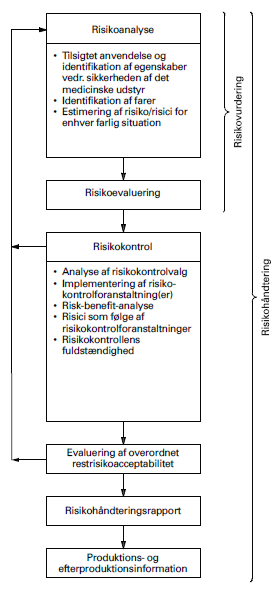 Risikoanalyse
• Tilsigtet anvendelse og
identifikation af egenskaber
vedr. sikkerheden af det
medicinske udstyr
• Identifikation af farer
• Estimering af risiko/risici for
enhver farlig situation
Risikoevaluering
Risikovurdering
Risikokontrol
• Analyse af risikokontrolvalg
• Implementering af risiko-
kontrolforanstaltning(er)
• Risk-benefit-analyse
• Risici som følge af
risikokontrolforanstaltninger
• Risikokontrollens
fuldstændighed
Evaluering af overordnet
restrisikoacceptabilitet
Risikohåndteringsrapport
Produktions- og
efterproduktionsinformation
Risikohåndtering